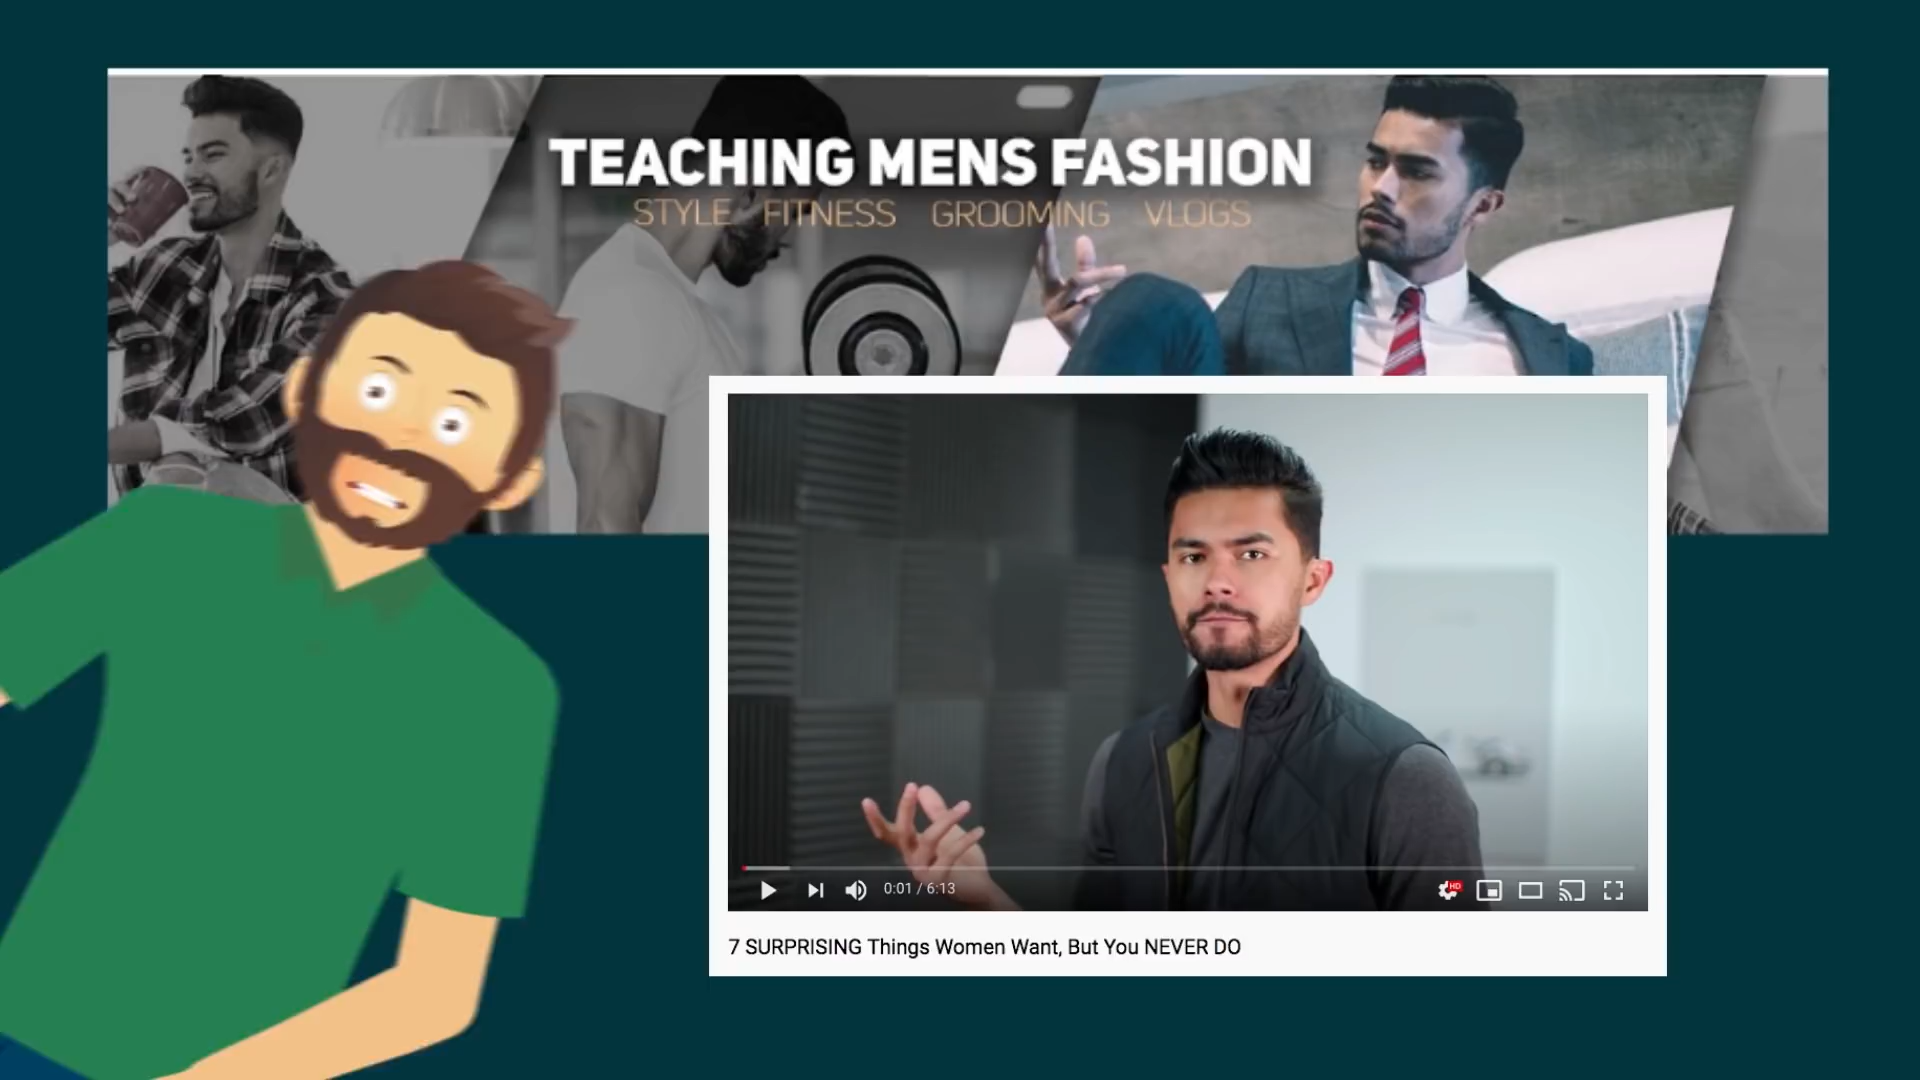 TEACHING MENS FASHION
STYLE FITNESS GROOMING VLOGS
0:01 / 6:13
HD
7 SURPRISING Things Women Want, But You NEVER DO